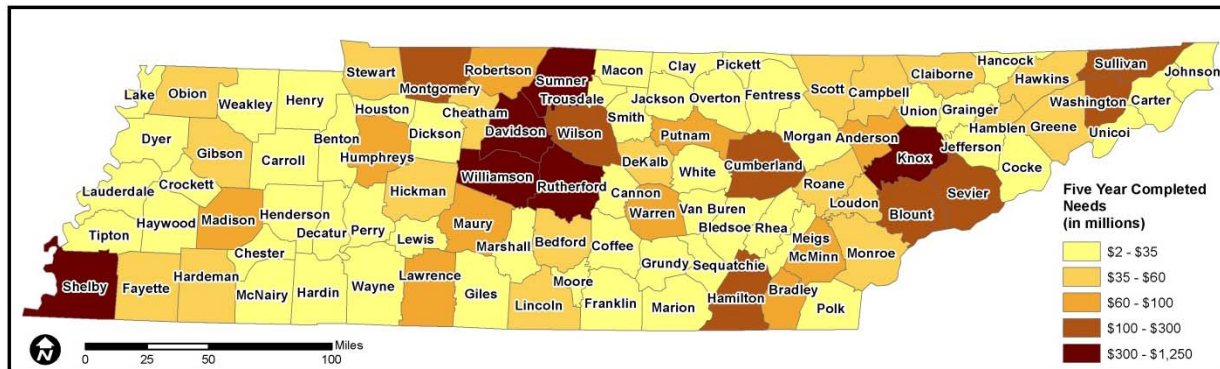 Stewart
Montgomery
Robertson
Sumner
Macon
Clay
Pickett
Hancock
Claiborne
Hawkins
Sullivan
Johnson
Lake
Obion
Weakley
Henry
Houston
Cheatham
Trousdale
Jackson
Overton
Fentress
Scott
Campbell
Union
Grainger
Washington
Carter
Dyer
Gibson
Carroll
Benton
Humphreys
Dickson
Davidson
Wilson
Smith
Putnam
Morgan
Anderson
Hamblen
Greene
Unicoi
Lauderdale
Crockett
Williamson
Rutherford
DeKalb
White
Cumberland
Knox
Jefferson
Cocke
Haywood
Madison
Henderson
Decatur
Perry
Hickman
Maury
Cannon
Warren
Van Buren
Roane
Loudon
Blount
Sevier
Tipton
Chester
Lewis
Marshall
Bedford
Coffee
Bledsoe
Rhea
Meigs
McMinn
Monroe
Shelby
Fayette
Hardeman
McNairy
Hardin
Wayne
Lawrence
Giles
Lincoln
Moore
Franklin
Grundy
Sequatchie
Marion
Hamilton
Bradley
Polk
Five Year Completed
Needs
(in millions)
$2 - $35
$35 - $60
$60 - $100
$100 - $300
$300 - $1,250
N
Miles
0 25 50 100